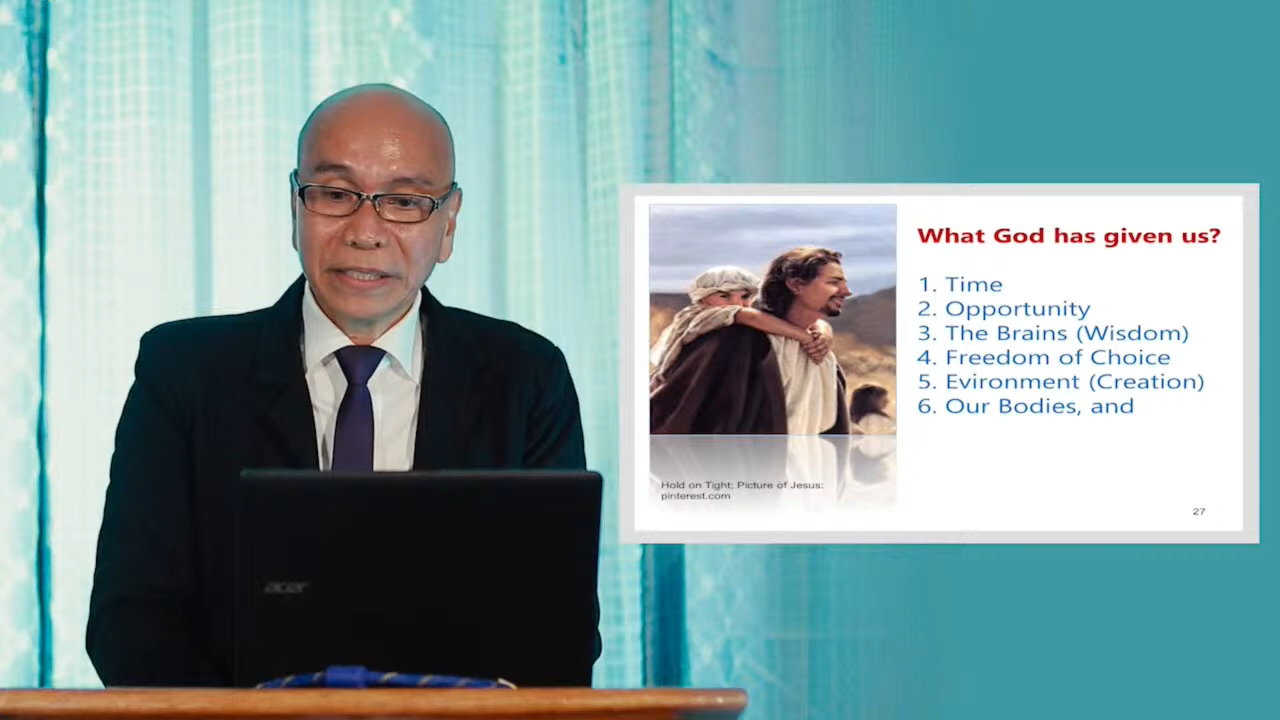 What God has given us?
1. Time
2. Opportunity
3. The Brains (Wisdom)
4. Freedom of Choice
5. Evironment (Creation)
6. Our Bodies, and
Hold on Tight; Picture of Jesus:
pinterest.com
27
acer